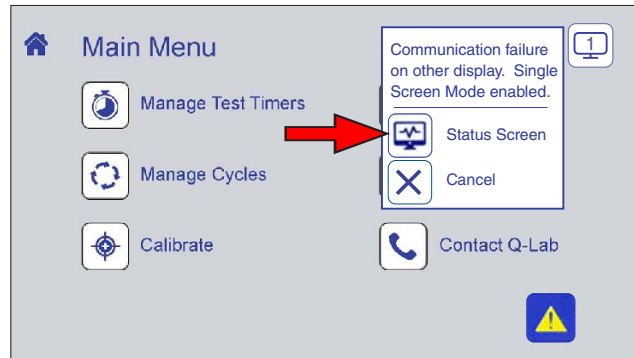 Main Menu
Manage Test Timers
Manage Cycles
Calibrate
Communication failure
on other display.  Single
Screen Mode enabled.
Status Screen
Cancel
Contact Q-Lab
1